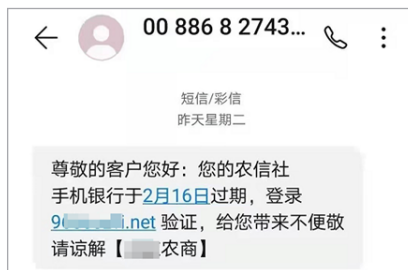 00 886 8 2743...
短信/彩信
昨天星期二
尊敬的客户您好：您的农信社
手机银行于2月16日过期，登录
.net 验证，给您带来不便敬
请谅解【农商】